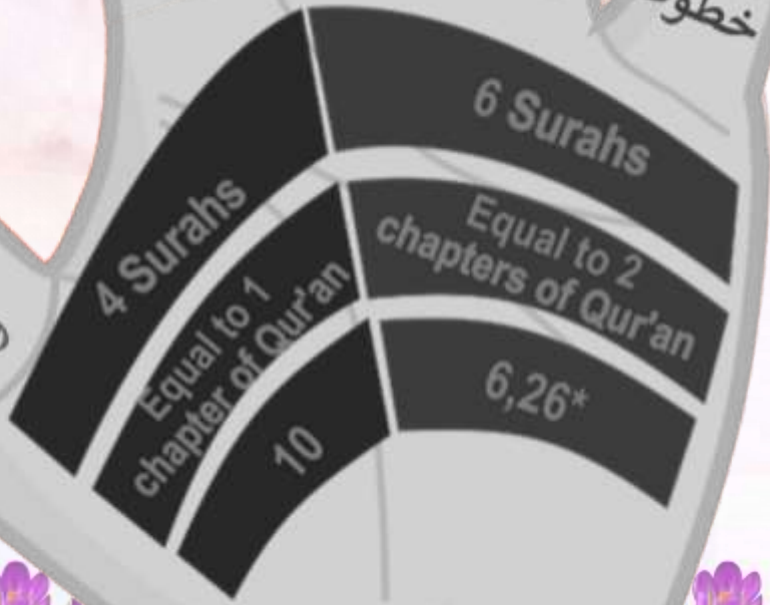 خطو
4 Surahs
6 Surahs
Equal to 1
chapter of Qur'an
Equal to 2
chapters of Qur'an
10
6,26*